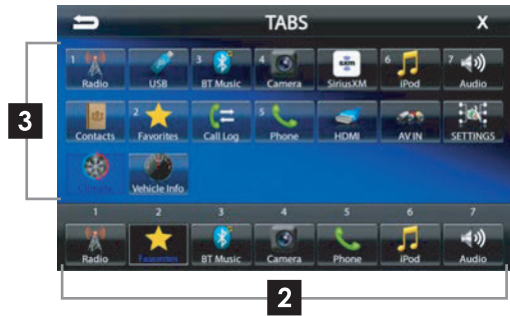 TABS X
1 3 4 6 7
Radio USB BT Music Camera SiriusXM iPod Audio
2 5
Contacts Favorites Call Log Phone HDMI AV IN SETTINGS
Climate Vehicle Info
1 2 3 4 5 6 7
Radio Favorites BT Music Camera Phone iPod Audio
3
2